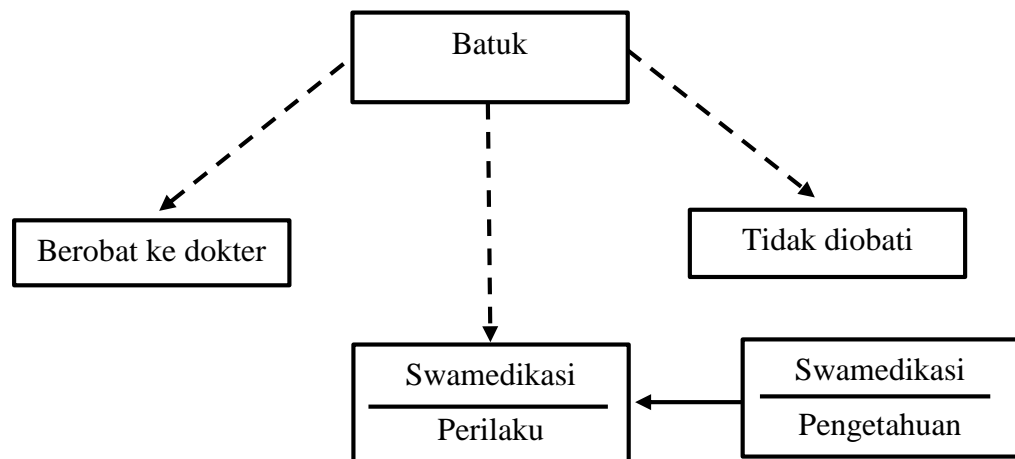 Batuk
Berobat ke dokter
Tidak diobati
Swamedikasi
Perilaku
Swamedikasi
Pengetahuan